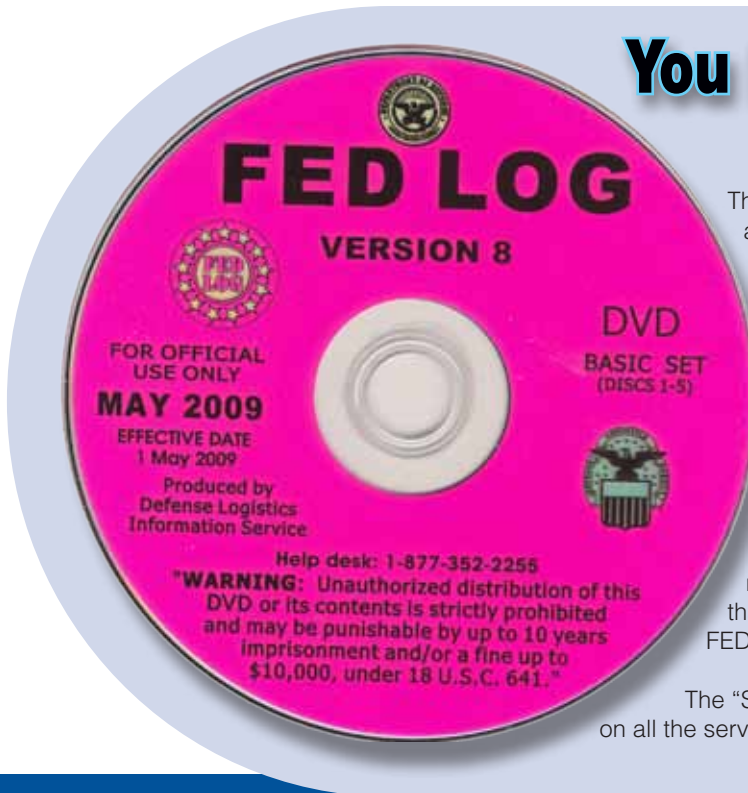 You
FED LOG
VERSION 8
FED
LOG
DVD
BASIC SET
(DISCS 1-5)
FOR OFFICIAL
USE ONLY
MAY 2009
EFFECTIVE DATE
1 May 2009
Produced by
Defense Logistics
Information Service
Help desk: 1-877-352-2255
"WARNING: Unauthorized distribution of this
DVD or its contents is strictly prohibited
and may be punishable by up to 10 years
imprisonment and/or a fine up to
$10,000, under 18 U.S.C. 641."
FED
The "S
on all the serv